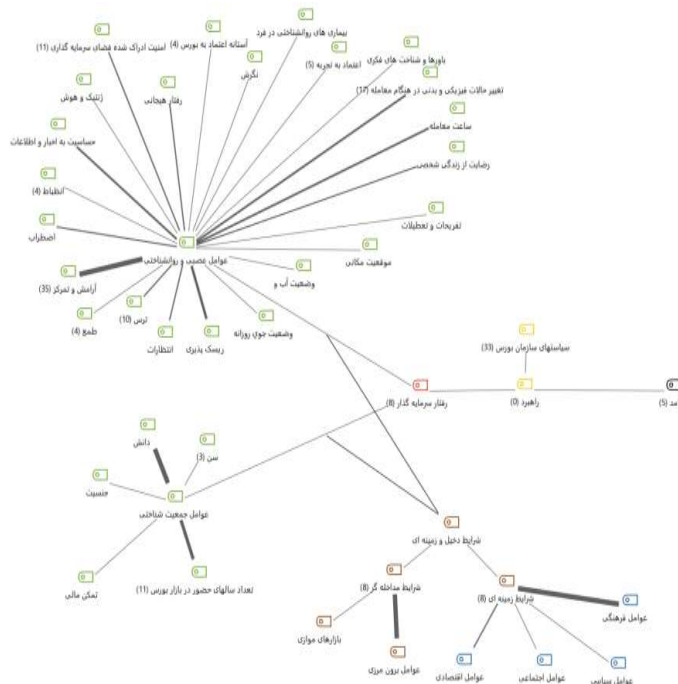 بیماری های روانشناختی در فرد
آستانه اعتماد به بورس (4)
امنیت ادراک شده فضای سرمایه گذاری (11)
اعتماد به تجربه (5)
باورها و شناخت های فکری
نگرش
رفتار هیجانی
ژنتیک و هوش
تغییر حالات فیزیکی و بدنی در هنگام معامله (17)
ساعت معامله
حساسیت به اخبار و اطلاعات
رضایت از زندگی شخصی
انظباط (4)
تفریحات و تعطیلات
اضطراب
موقعیت مکانی
عوامل عصبی و روانشناختی
وضعیت آب و
آرامش و تمرکز (35)
ترس (10)
طمع (4)
وضعیت جوي روزانه
ریسک پذیری
انتظارات
سیاستهای سازمان بورس (33)
رفتار سرمایه گذار (8)
راهبرد (0)
مد (5)
دانش
سن (3)
جنسیت
عوامل جمعیت شناختی
تمکن مالی
تعداد سالهای حضور در بازار بورس (11)
شرایط دخیل و زمینه ای
شرایط مداخله گر (8)
شرایط زمینه ای (8)
عوامل فرهنگی
بازارهای موازی
عوامل برون مرزی
عوامل اقتصادی
عوامل اجتماعی
عوامل سیاسی